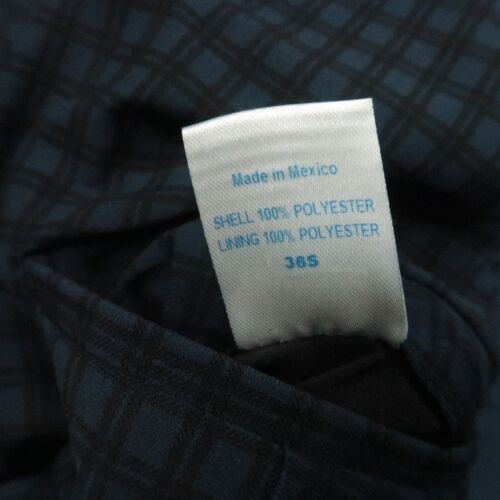 Made in Mexico
SHELL 100% POLYESTER
LINING 100% POLYESTER
36S